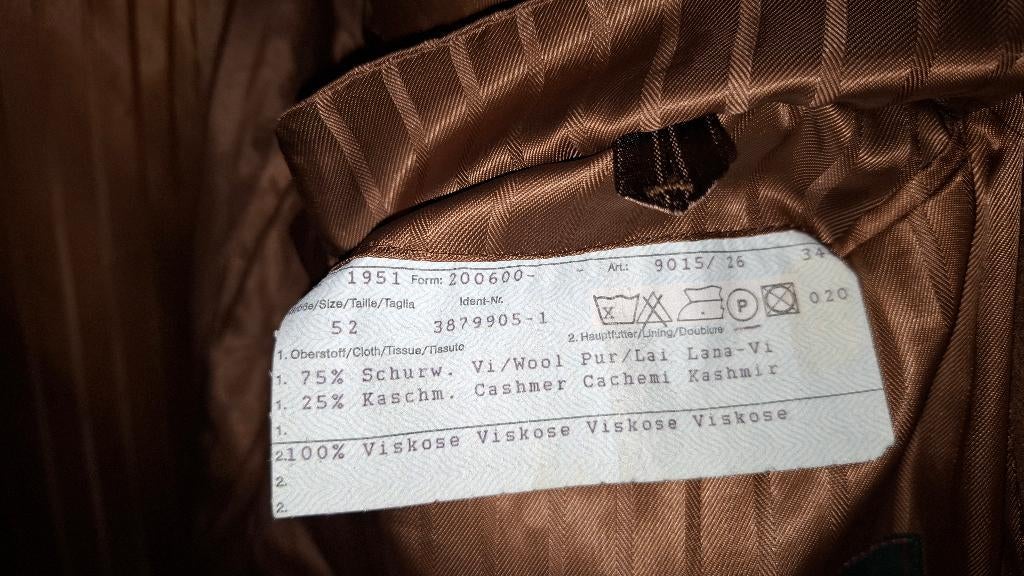 1951 Form: 200600- - Art.: 9015/ 26 34
/Size/Taille/Taglia Ident-Nr.
52 3879905-1 P 020
1. Oberstoff/Cloth/Tissue/Tissuto 2. Hauptfutter/Lining/Doublure
1. 75% Schurw. Vi/Wool Pur/Lai Lana-Vi
1. 25% Kaschm. Cashmer Cachemi Kashmir
1.
2. 100% Viskose Viskose Viskose Viskose
2.
2.